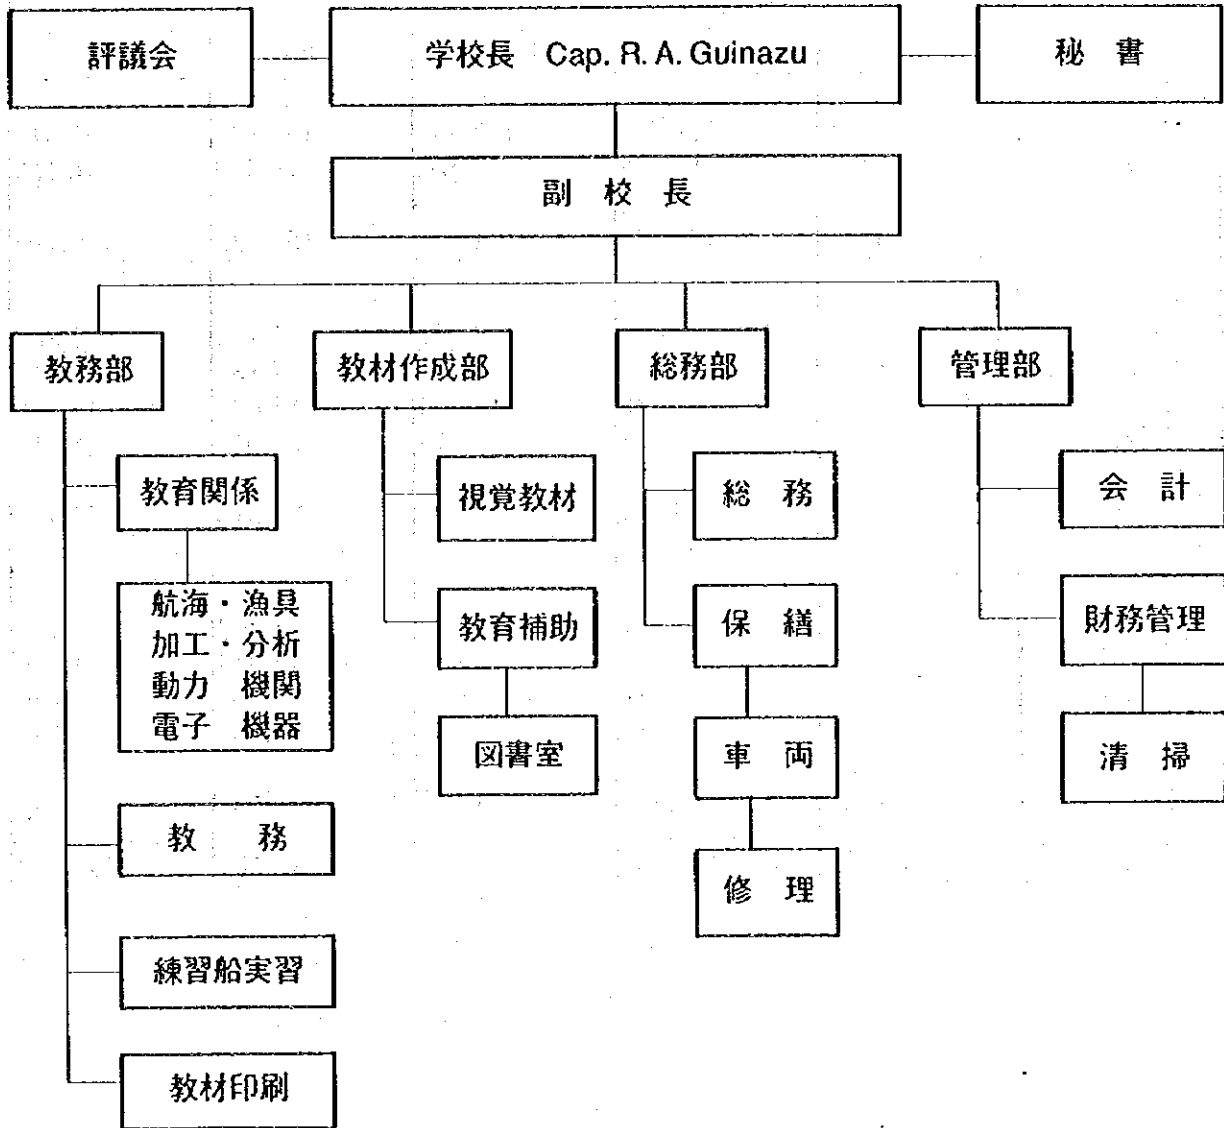 評議会
学校長 Cap. R. A. Guinazu
秘 書
副 校 長
教務部
教材作成部
総務部
管理部
教育関係
航海・漁具
加工・分析
動力 機関
電子 機器
教 務
練習船実習
教材印刷
視覚教材
教育補助
図書室
総 務
保 繕
車 両
修 理
会 計
財務管理
清 掃